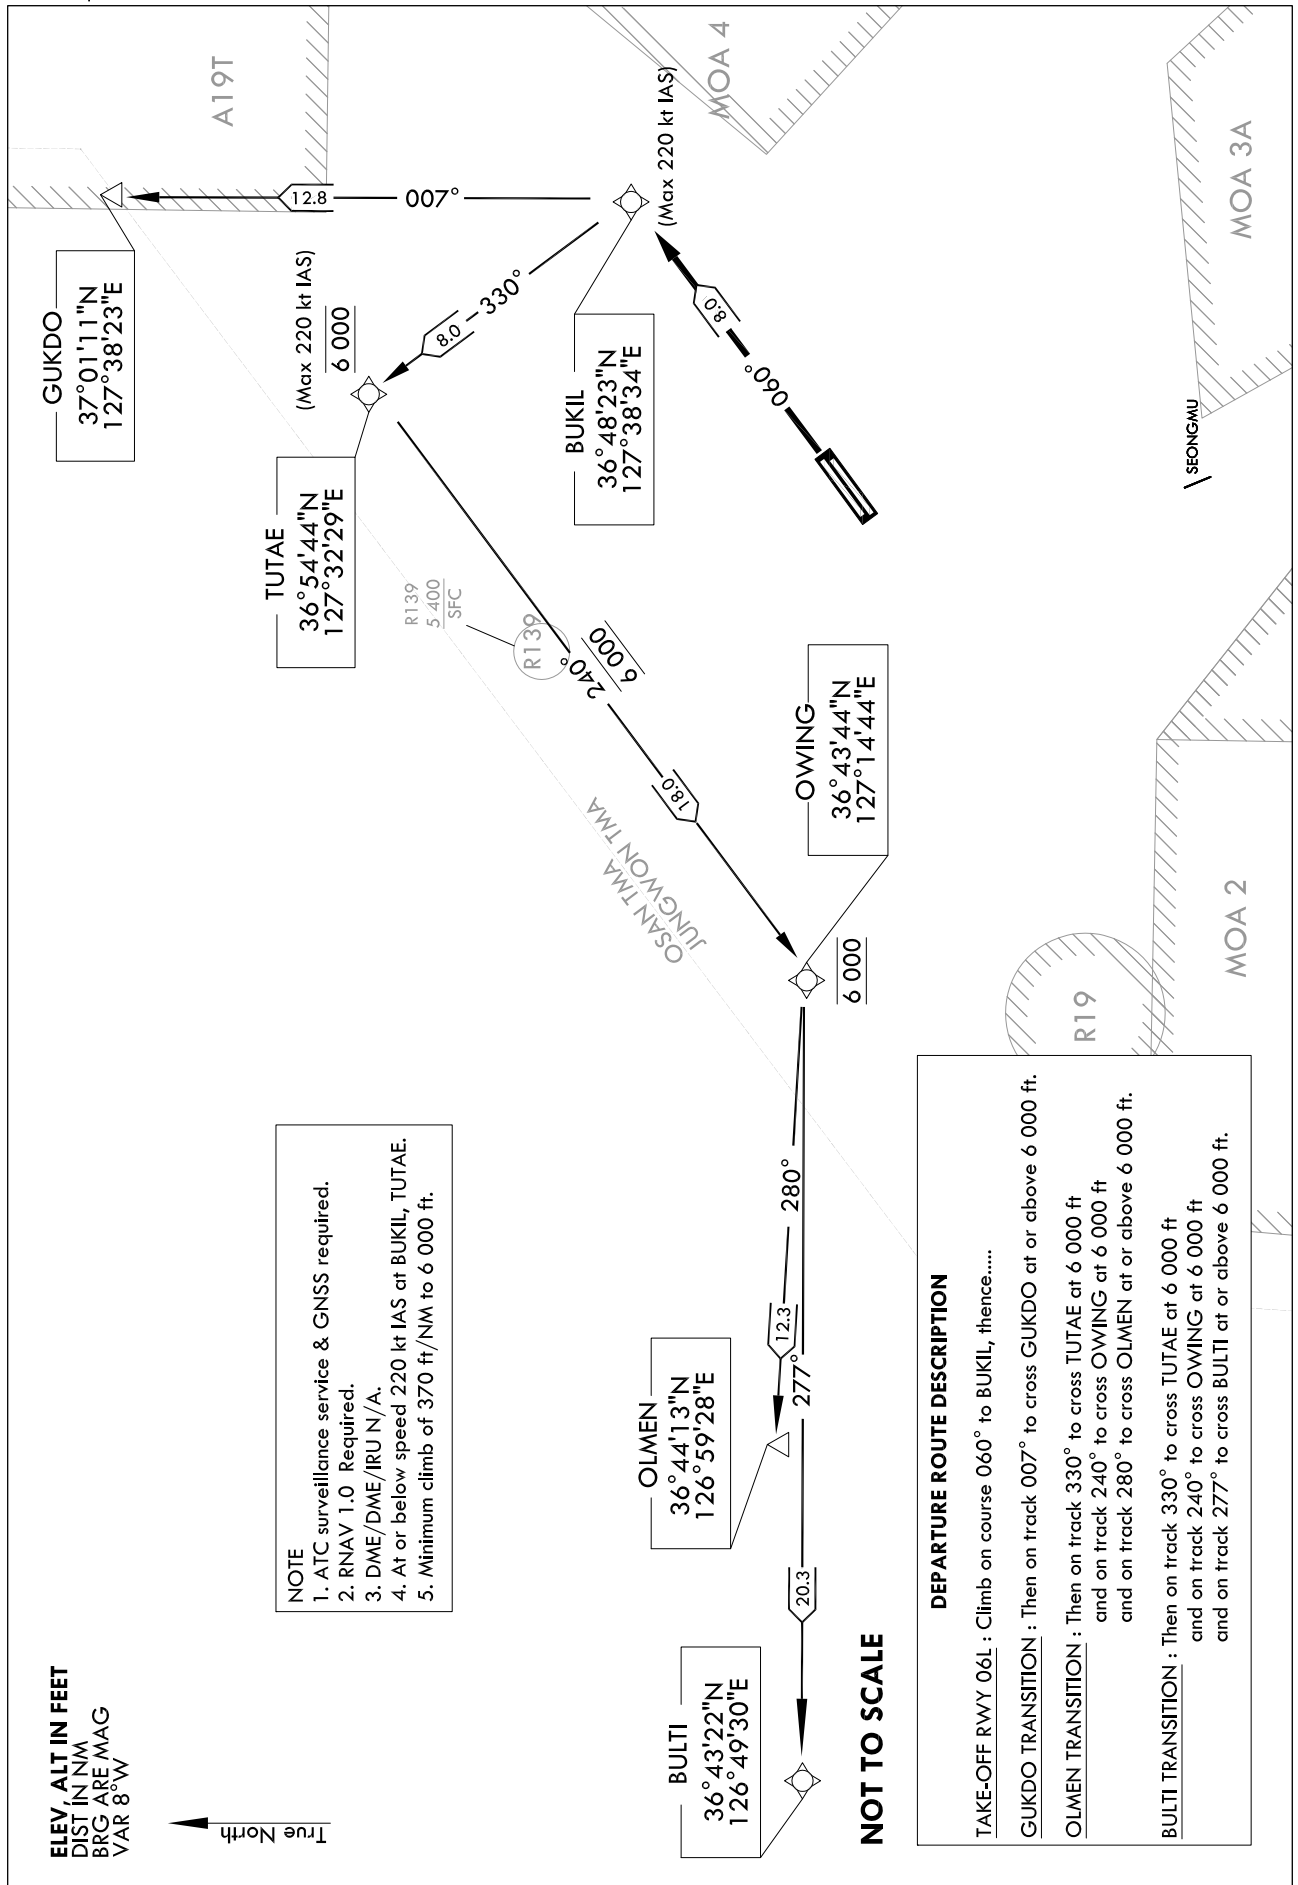 ELEV, ALT IN FEET
DIST IN NM
BRG ARE MAG
VAR 8°W
True North
NOTE
1. ATC surveillance service & GNSS required.
2. RNAV 1.0 Required.
3. DME/DME/IRU N/A.
4. At or below speed 220 kt IAS at BUKIL, TUTAE.
5. Minimum climb of 370 ft/NM to 6 000 ft.
GUKDO
37°01'11"N
127°38'23"E
A19T
12.8
007°
(Max 220 kt IAS)
6 000
TUTAE
36°54'44"N
127°32'29"E
8.0
330°
BUKIL
36°48'23"N
127°38'34"E
(Max 220 kt IAS)
MOA 4
8.0
060°
R139
5 400
SFC
R139
240°
6 000
18.0
OSAN TMA
JUNGWON TMA
OWING
36°43'44"N
127°14'44"E
6 000
280°
12.3
277°
20.3
OLMEN
36°44'13"N
126°59'28"E
BULTI
36°43'22"N
126°49'30"E
SEONGMU
MOA 3A
MOA 2
R19
NOT TO SCALE
DEPARTURE ROUTE DESCRIPTION
TAKE-OFF RWY 06L : Climb on course 060° to BUKIL, thence.....
GUKDO TRANSITION : Then on track 007° to cross GUKDO at or above 6 000 ft.
OLMEN TRANSITION : Then on track 330° to cross TUTAE at 6 000 ft
and on track 240° to cross OWING at 6 000 ft
and on track 280° to cross OLMEN at or above 6 000 ft.
BULTI TRANSITION : Then on track 330° to cross TUTAE at 6 000 ft
and on track 240° to cross OWING at 6 000 ft
and on track 277° to cross BULTI at or above 6 000 ft.